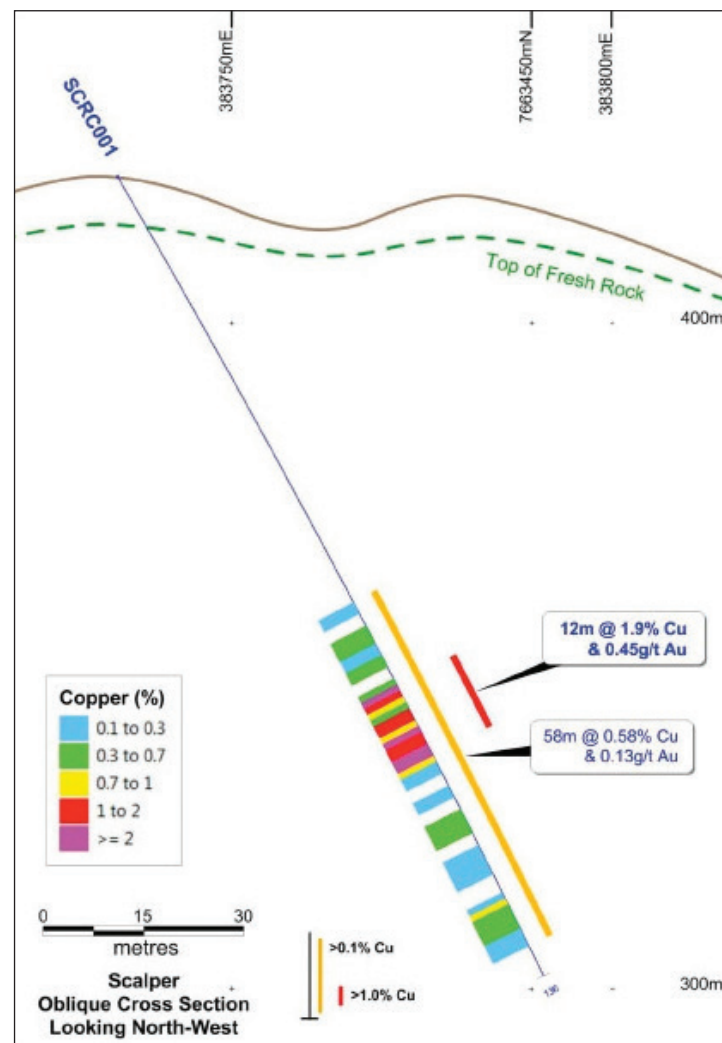 383750mE
7663450mN
383800mE
SCRC001
Top of Fresh Rock
400m
12m @ 1.9% Cu
& 0.45g/t Au
58m @ 0.58% Cu
& 0.13g/t Au
Copper (%)
0.1 to 0.3
0.3 to 0.7
0.7 to 1
1 to 2
>= 2
0 15 30
metres
Scalper
Oblique Cross Section
Looking North-West
>0.1% Cu
>1.0% Cu
300m